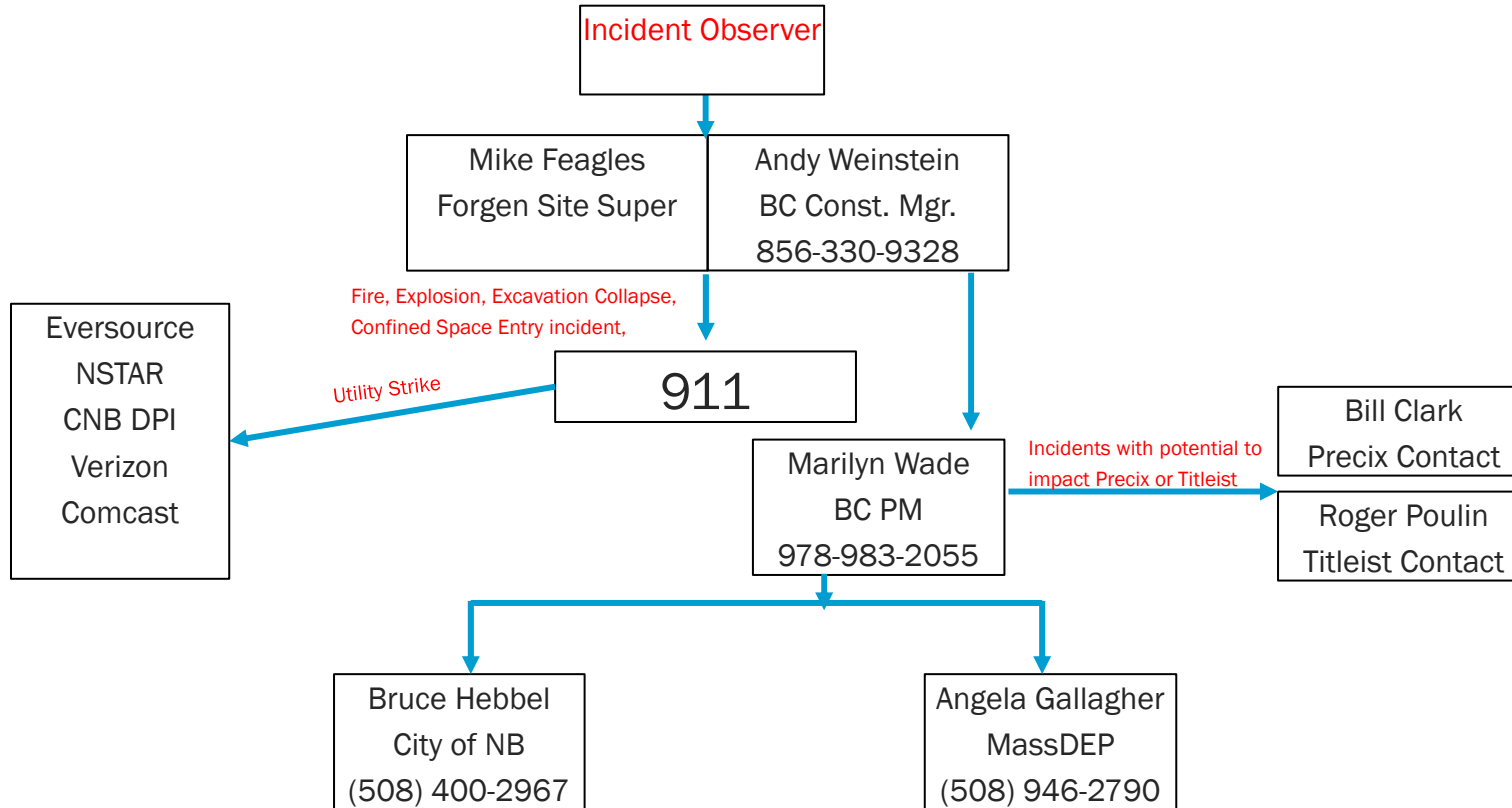 Incident Observer
Mike Feagles
Forgen Site Super
Andy Weinstein
BC Const. Mgr.
856-330-9328
Fire, Explosion, Excavation Collapse,
Confined Space Entry incident,
911
Utility Strike
Eversource
NSTAR
CNB DPI
Verizon
Comcast
Marilyn Wade
BC PM
978-983-2055
Incidents with potential to
impact Precix or Titleist
Bill Clark
Precix Contact
Roger Poulin
Titleist Contact
Bruce Hebbel
City of NB
(508) 400-2967
Angela Gallagher
MassDEP
(508) 946-2790